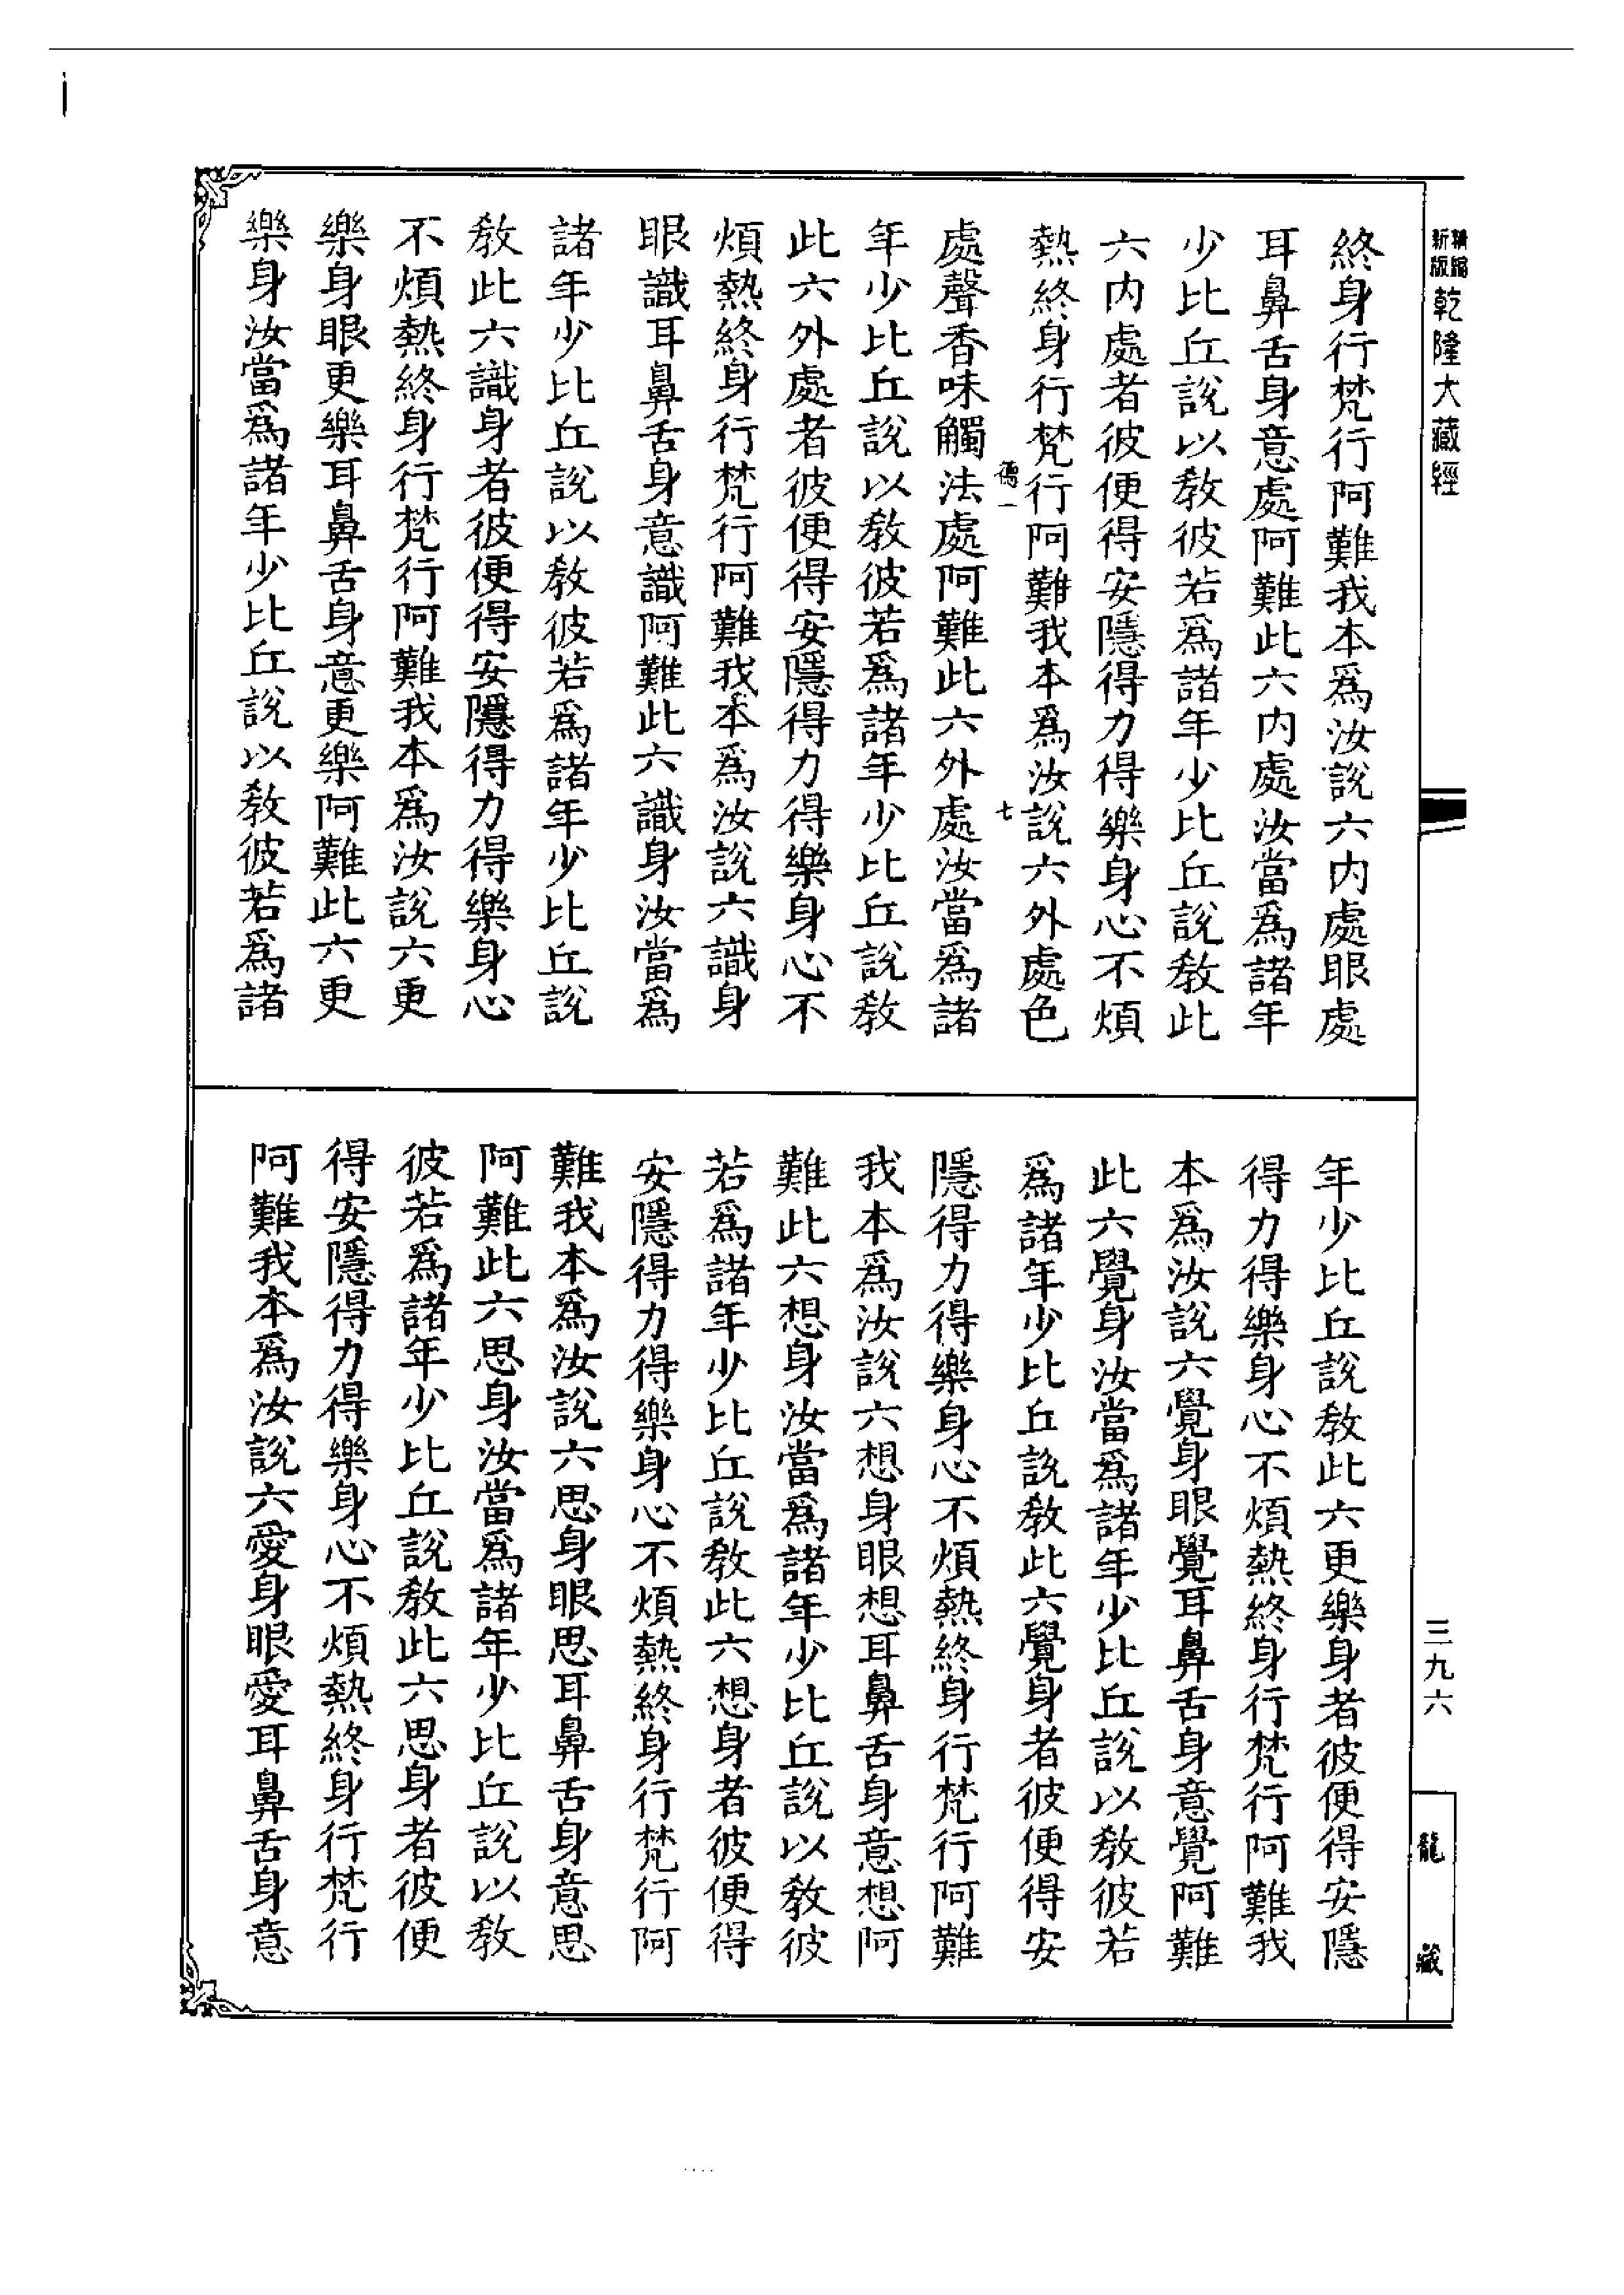 精縮新版乾隆大藏經
終身行梵行阿難我本爲汝說六內處眼處
耳鼻舌身意處阿難此六內處汝當爲諸年
少比丘說以敎彼若爲諸年少比丘說敎此
六內處者彼便得安隱得力得樂身心不煩
熱終身行梵行阿難我本爲汝說六外處色
德一 七
處聲香味觸法處阿難此六外處汝當爲諸
年少比丘說以敎彼若爲諸年少比丘說敎
此六外處者彼便得安隱得力得樂身心不
煩熱終身行梵行阿難我本爲汝說六識身
眼識耳鼻舌身意識阿難此六識身汝當爲
諸年少比丘說以敎彼若爲諸年少比丘說
敎此六識身者彼便得安隱得力得樂身心
不煩熱終身行梵行阿難我本爲汝說六更
樂身眼更樂耳鼻舌身意更樂阿難此六更
樂身汝當爲諸年少比丘說以敎彼若爲諸
年少比丘說敎此六更樂身者彼便得安隱
得力得樂身心不煩熱終身行梵行阿難我
本爲汝說六覺身眼覺耳鼻舌身意覺阿難
此六覺身汝當爲諸年少比丘說以敎彼若
爲諸年少比丘說敎此六覺身者彼便得安
隱得力得樂身心不煩熱終身行梵行阿難
我本爲汝說六想身眼想耳鼻舌身意想阿
難此六想身汝當爲諸年少比丘說以敎彼
若爲諸年少比丘說敎此六想身者彼便得
安隱得力得樂身心不煩熱終身行梵行阿
難我本爲汝說六思身眼思耳鼻舌身意思
阿難此六思身汝當爲諸年少比丘說以敎
彼若爲諸年少比丘說敎此六思身者彼便
得安隱得力得樂身心不煩熱終身行梵行
阿難我本爲汝說六愛身眼愛耳鼻舌身意
三九六
龍藏